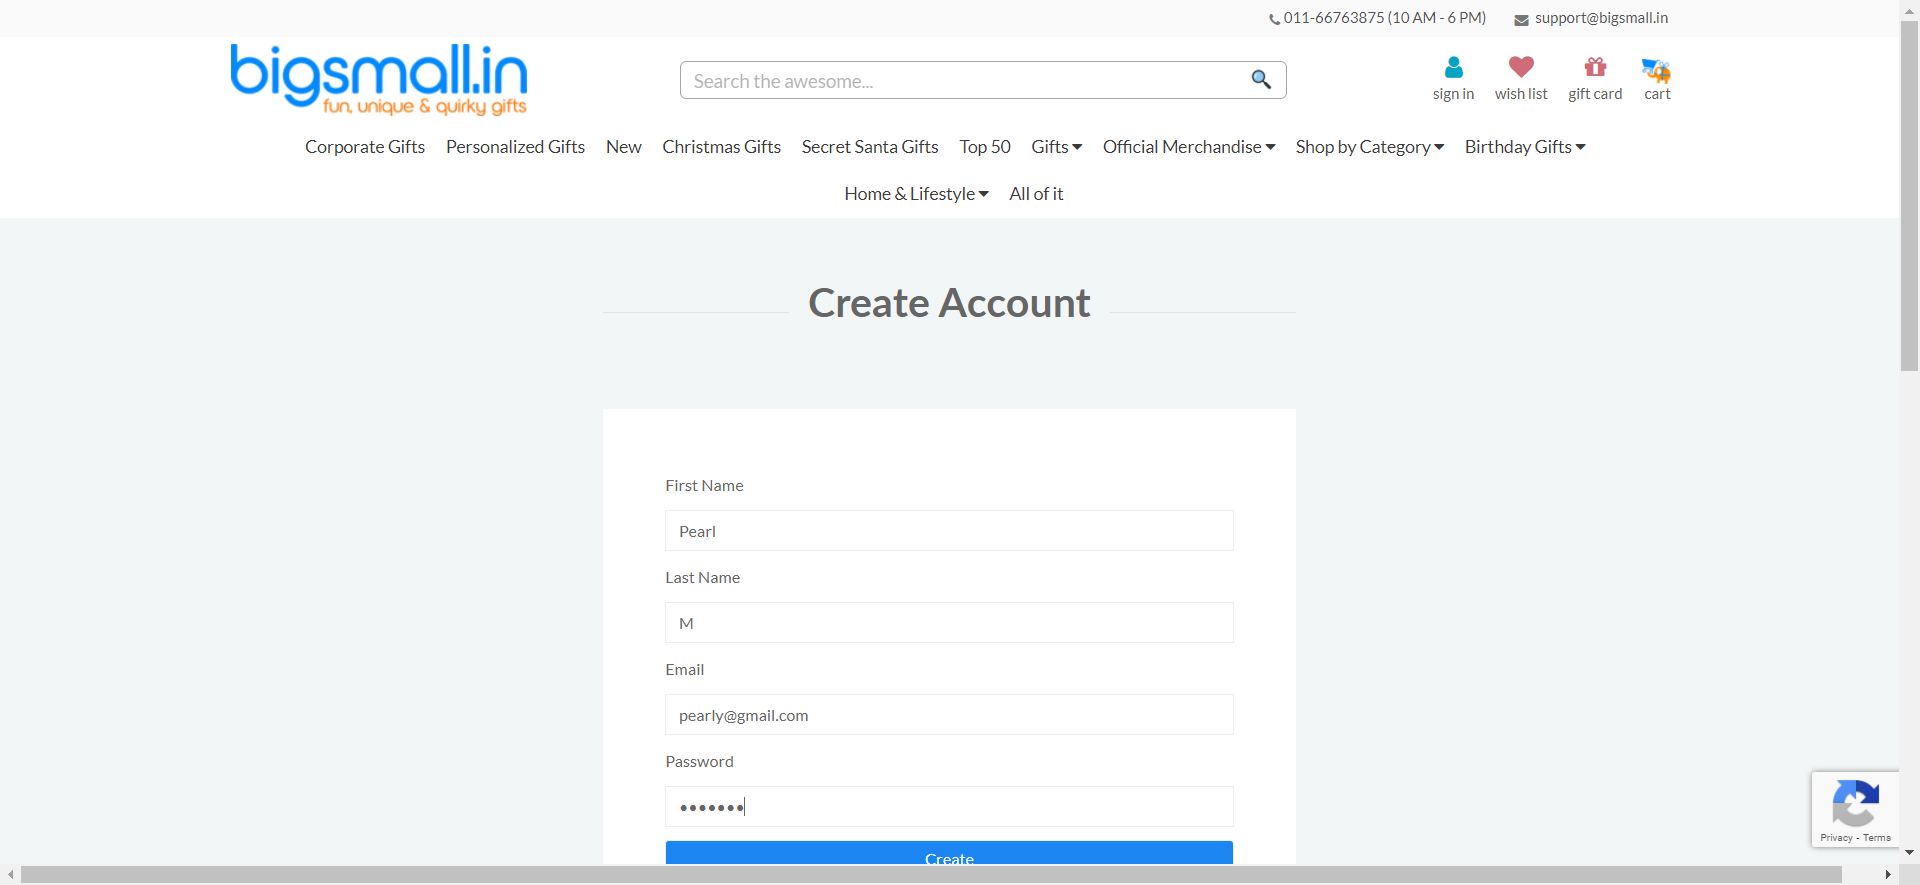 011-66763875 (10 AM - 6 PM) support@bigsmall.in
bigsmall.in
fun, unique & quirky gifts
Search the awesome...
sign in wish list gift card cart
Corporate Gifts Personalized Gifts New Christmas Gifts Secret Santa Gifts Top 50 Gifts Official Merchandise Shop by Category Birthday Gifts
Home & Lifestyle All of it
Create Account
First Name
Pearl
Last Name
M
Email
pearly@gmail.com
Password
•••••••
Create
Privacy - Terms